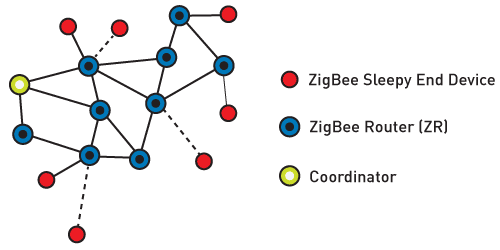 ZigBee Sleepy End Device
ZigBee Router (ZR)
Coordinator